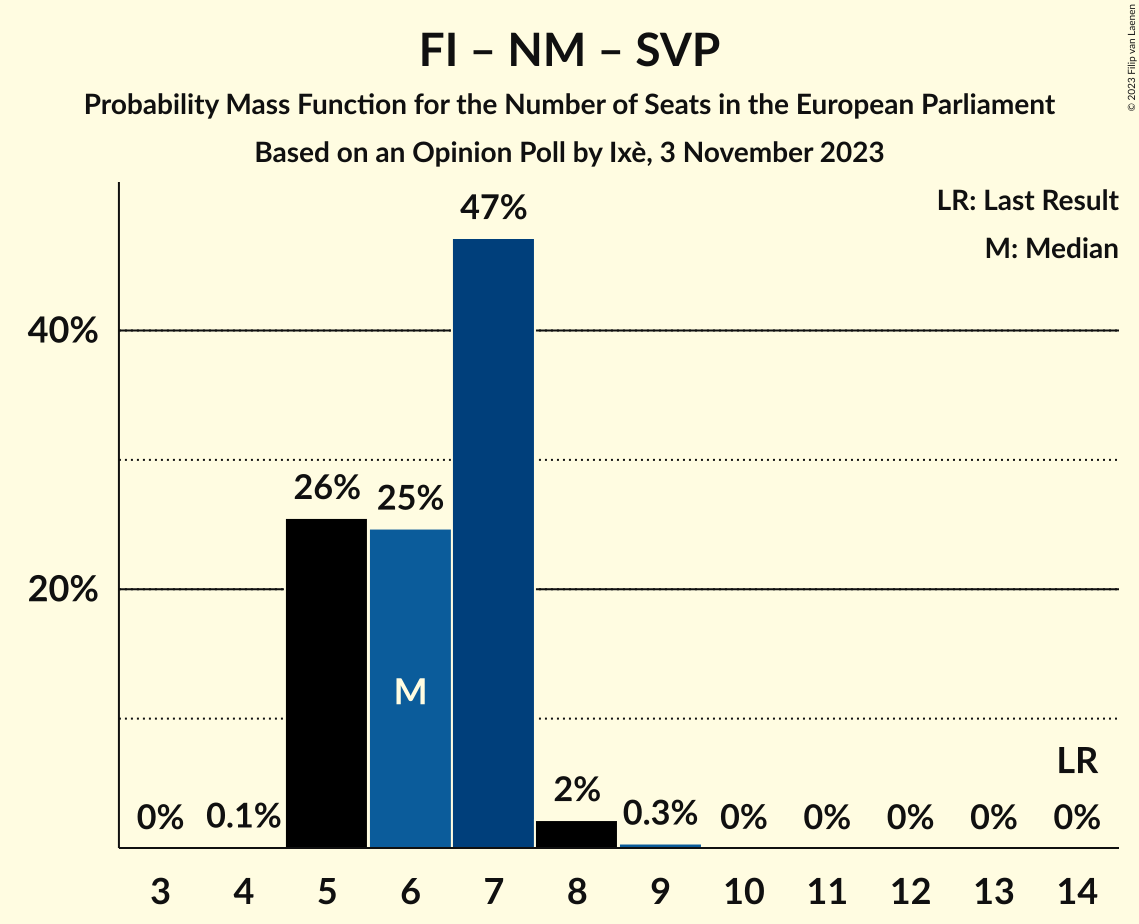 FI – NM – SVP
Probability Mass Function for the Number of Seats in the European Parliament
Based on an Opinion Poll by Ixè, 3 November 2023
© 2023 Filip van Laenen
LR: Last Result
M: Median
47%
40%
26%
25%
20%
M
LR
0%
0.1%
2%
0.3%
0%
0%
0%
0%
0%
3 4 5 6 7 8 9 10 11 12 13 14